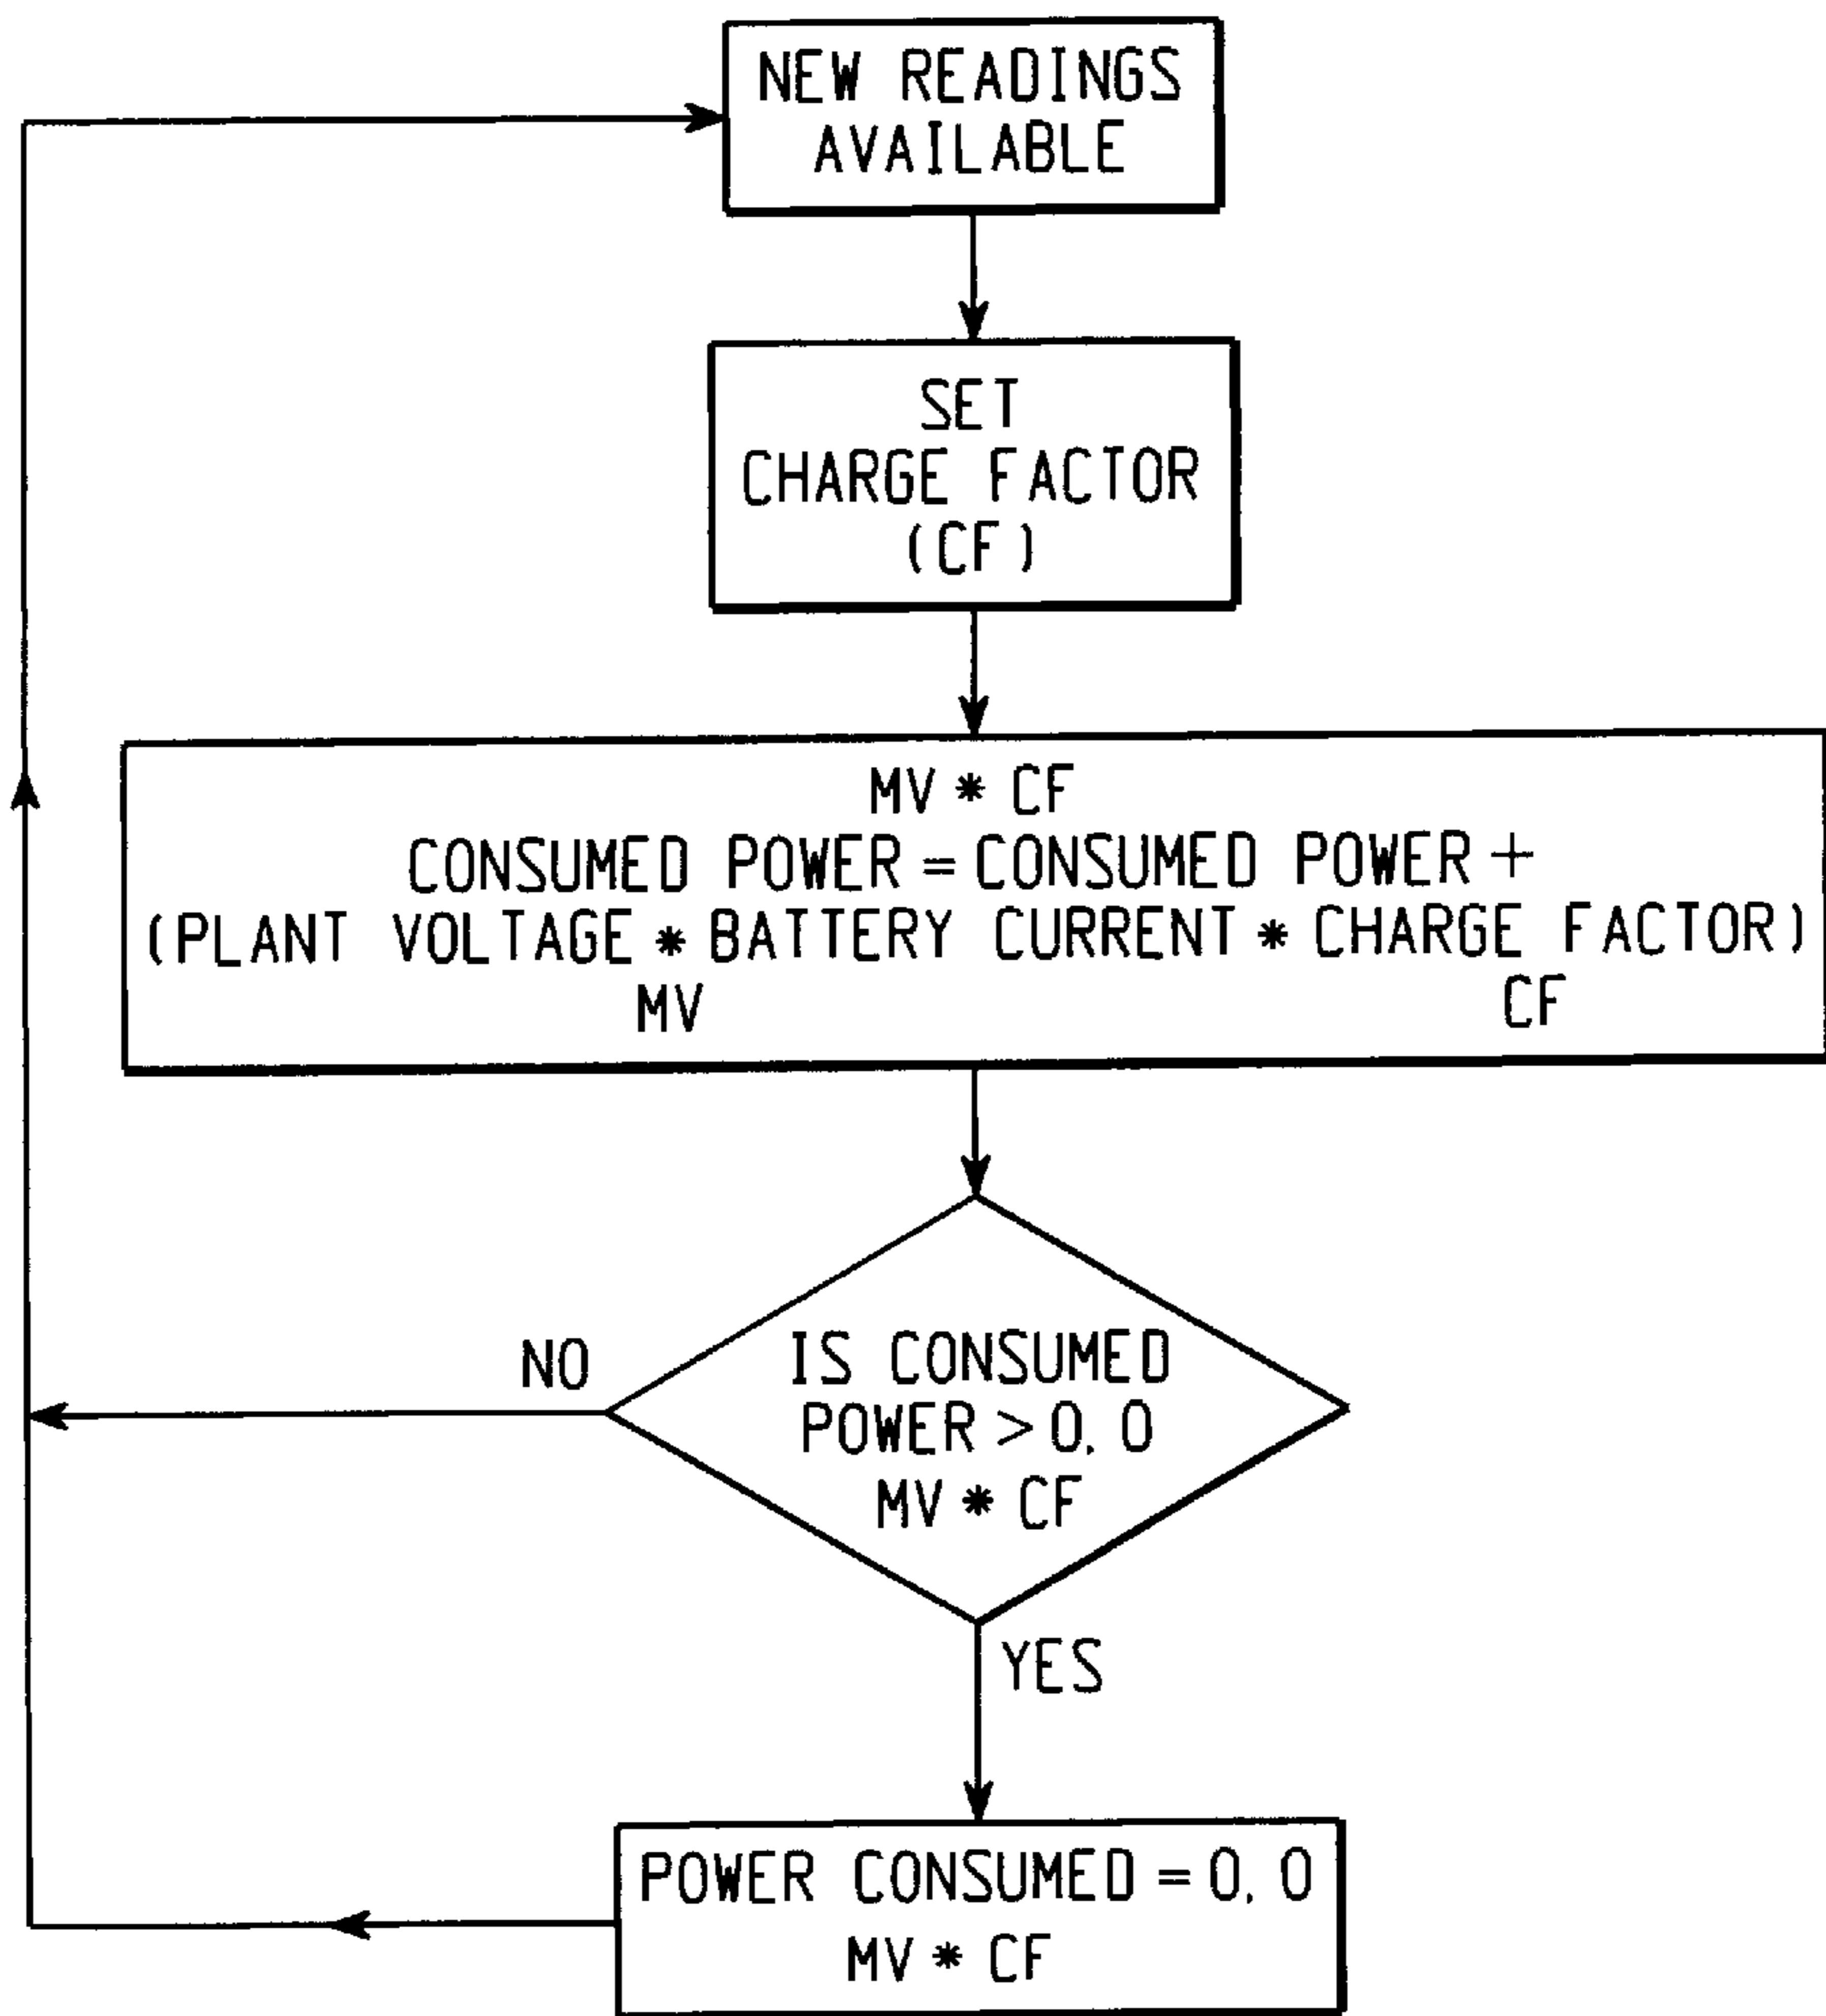 NEW READINGS
AVAILABLE
SET
CHARGE FACTOR
(CF)
MV * CF
CONSUMED POWER = CONSUMED POWER +
(PLANT VOLTAGE * BATTERY CURRENT * CHARGE FACTOR)
MV CF
NO
IS CONSUMED
POWER > 0.0
MV * CF
YES
POWER CONSUMED = 0.0
MV * CF